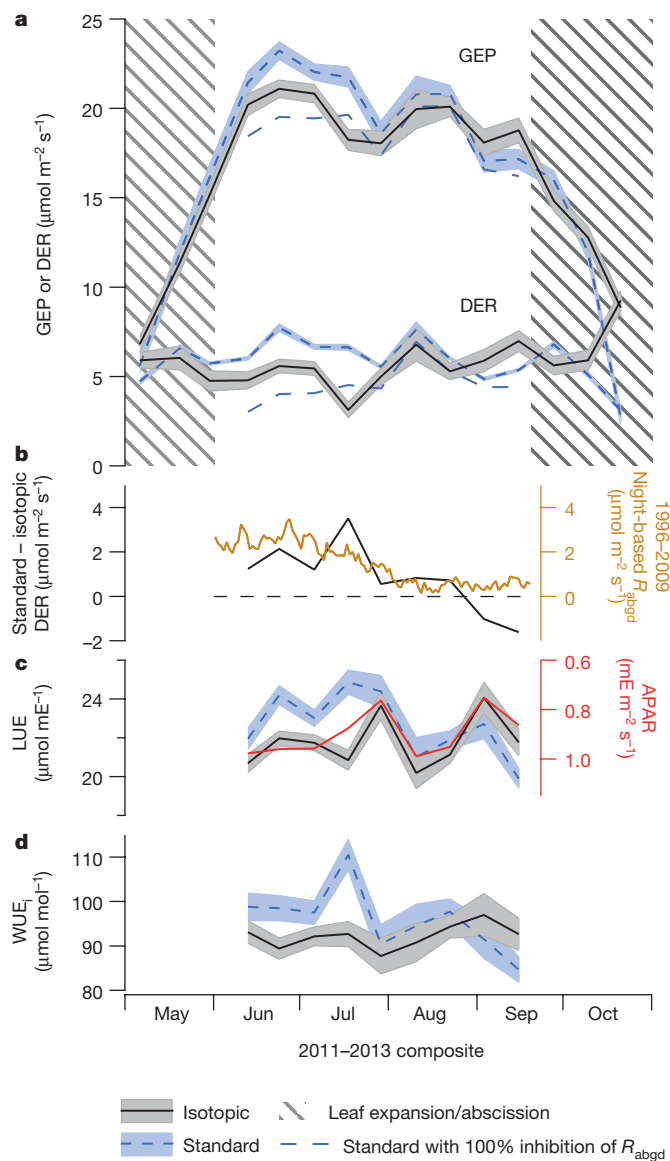 a
25
20
15
10
5
0
GEP or DER (μmol m⁻² s⁻¹)
GEP
DER
b
4
2
0
−2
Standard – isotopic
DER (μmol m⁻² s⁻¹)
4
2
0
1996–2009
Night-based R_abgd
(μmol m⁻² s⁻¹)
c
24
22
20
LUE
(μmol mE⁻¹)
0.6
0.8
1.0
APAR
(mE m⁻² s⁻¹)
d
110
100
90
80
WUE_i
(μmol mol⁻¹)
May Jun Jul Aug Sep Oct
2011–2013 composite
Isotopic Leaf expansion/abscission
Standard Standard with 100% inhibition of R_abgd